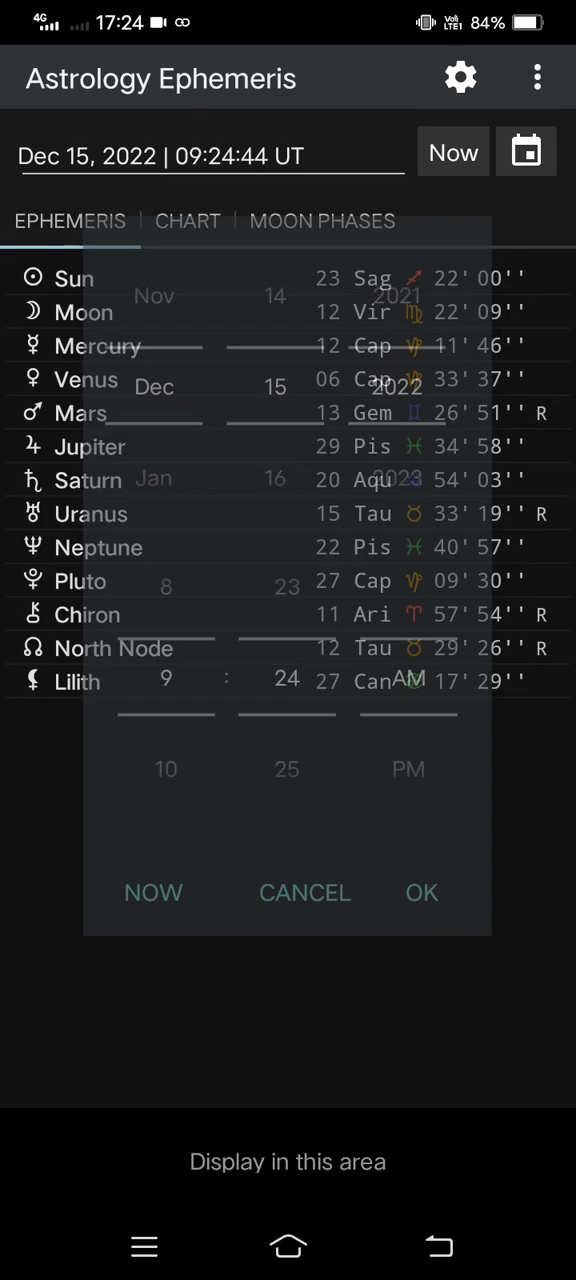 4G 17:24 Vo) LTE1 84%
Astrology Ephemeris
Dec 15, 2022 | 09:24:44 UT Now
EPHEMERIS | CHART | MOON PHASES
☉ Sun 23 Sag ♐ 22' 00''
☽ Moon 12 Vir ♍ 22' 09''
☿ Mercury 12 Cap ♑ 11' 46''
♀ Venus 06 Cap ♑ 33' 37''
♂ Mars 13 Gem ♊ 26' 51'' R
♃ Jupiter 29 Pis ♓ 34' 58''
♄ Saturn 20 Aqu ♒ 54' 03''
♅ Uranus 15 Tau ♉ 33' 19'' R
♆ Neptune 22 Pis ♓ 40' 57''
Pluto 27 Cap ♑ 09' 30''
⚷ Chiron 11 Ari ♈ 57' 54'' R
☊ North Node 12 Tau ♉ 29' 26'' R
⚸ Lilith 27 Can ♋ 17' 29''
Nov 14 2021
Dec 15 2022
Jan 16 2023
8 23
9 : 24 AM
10 25 PM
NOW CANCEL OK
Display in this area